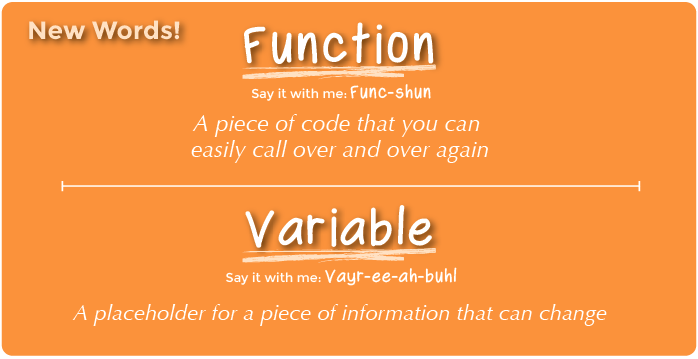 New Words!
Function
Say it with me: Func-shun
A piece of code that you can
easily call over and over again
Variable
Say it with me: Vayr-ee-ah-buhl
A placeholder for a piece of information that can change